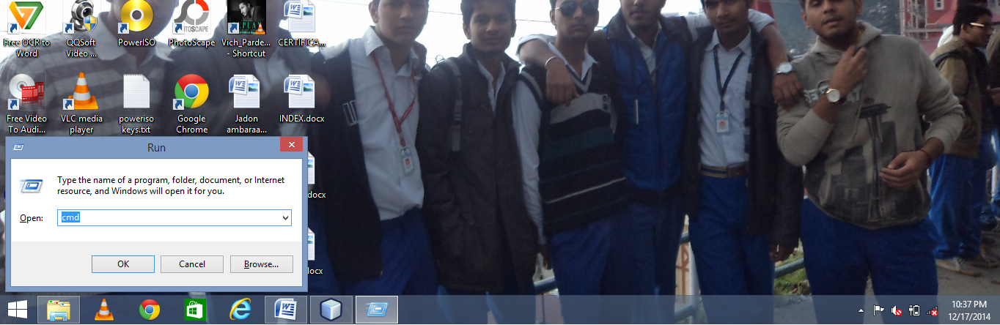 Free OCR to
Word
QQSoft
Video ...
PowerISO
PhotoScape
Vich_Parde...
- Shortcut
CERTIFICA...
Free Video
To Audi...
VLC media
player
poweriso
keys.txt
Google
Chrome
Jadon
ambaraa...
INDEX.docx
Run
Type the name of a program, folder, document, or Internet
resource, and Windows will open it for you.
Open:
cmd
.docx
OK
Cancel
Browse...
ocx
10:37 PM
12/17/2014